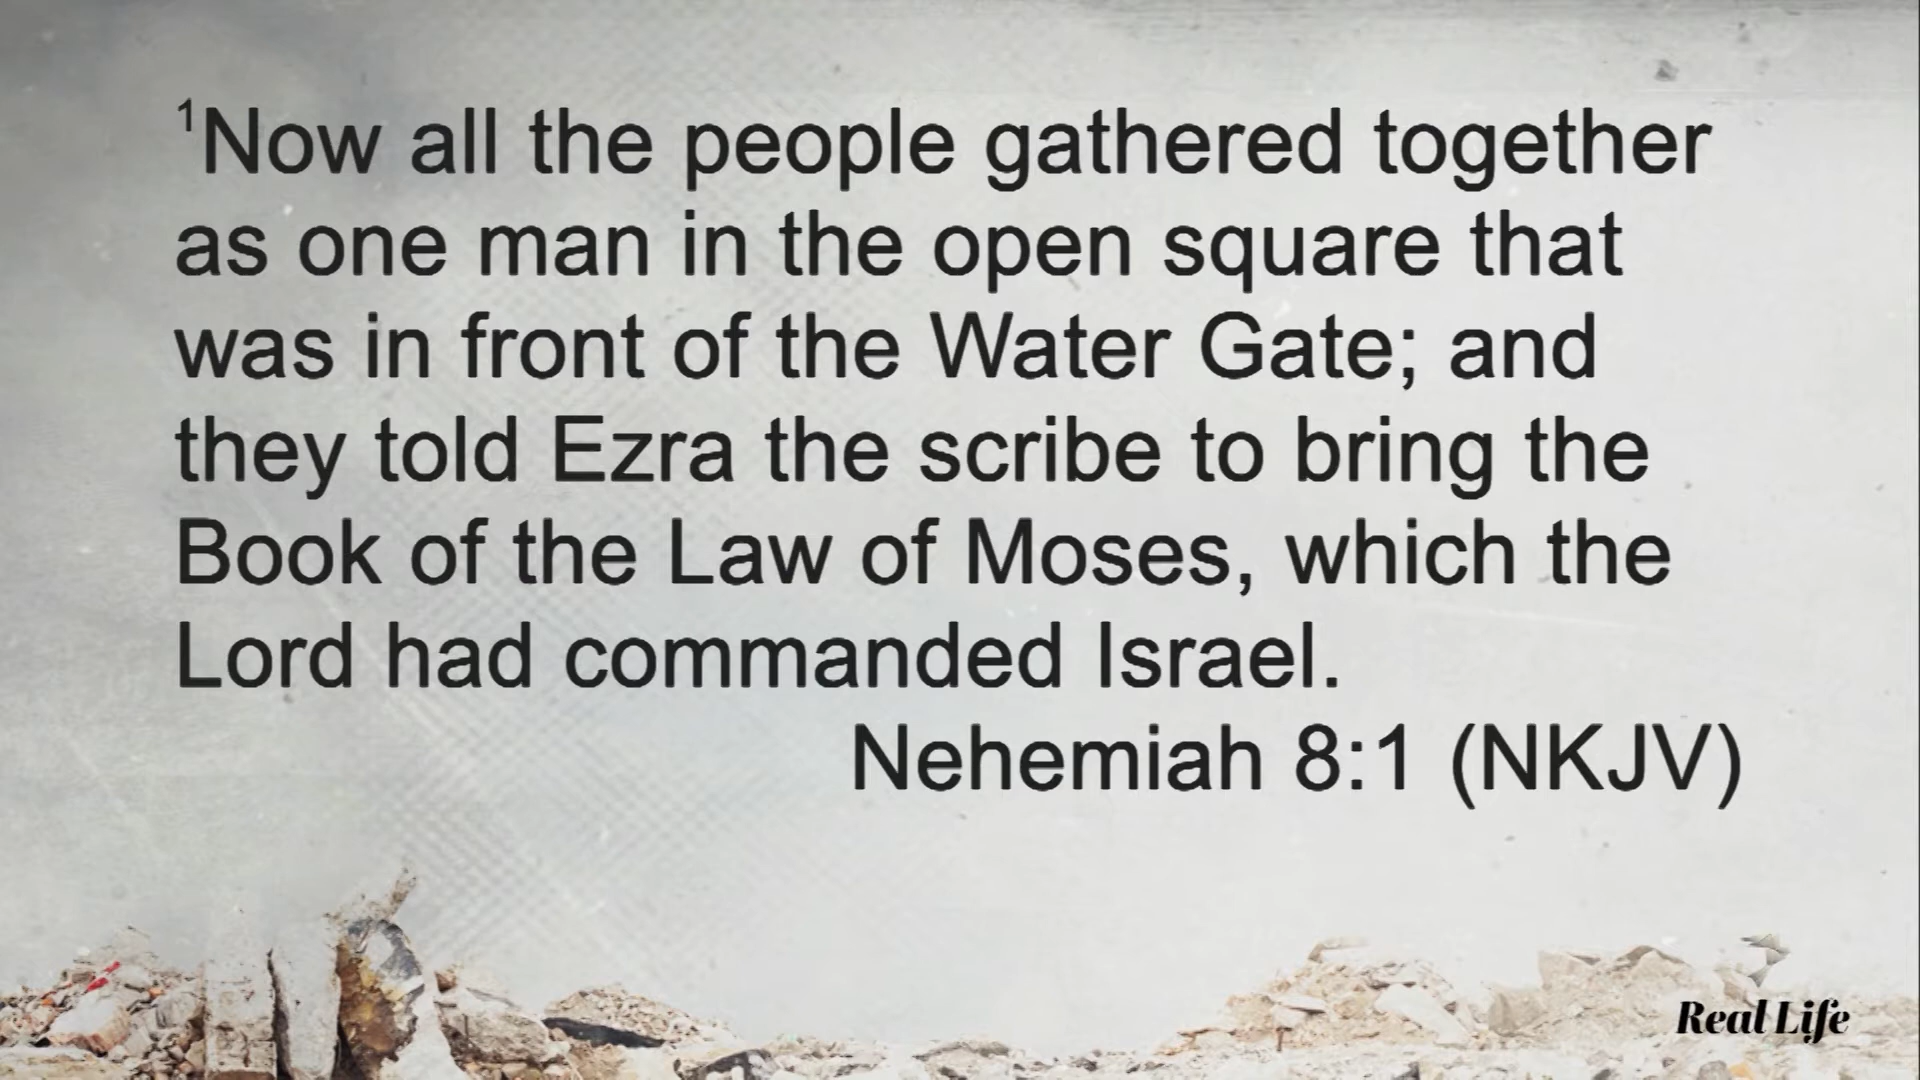 ¹Now all the people gathered together
as one man in the open square that
was in front of the Water Gate; and
they told Ezra the scribe to bring the
Book of the Law of Moses, which the
Lord had commanded Israel.
Nehemiah 8:1 (NKJV)
Real Life